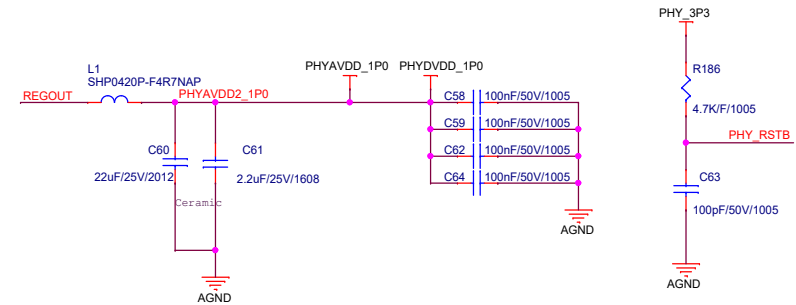 PHY_3P3
L1
SHP0420P-F4R7NAP
PHYAVDD_1P0
PHYDVDD_1P0
R186
REGOUT
PHYAVDD2_1P0
C58
100nF/50V/1005
4.7K/F/1005
C59
100nF/50V/1005
PHY_RSTB
C60
C61
C62
100nF/50V/1005
22uF/25V/2012
2.2uF/25V/1608
C64
100nF/50V/1005
C63
Ceramic
100pF/50V/1005
AGND
AGND
AGND